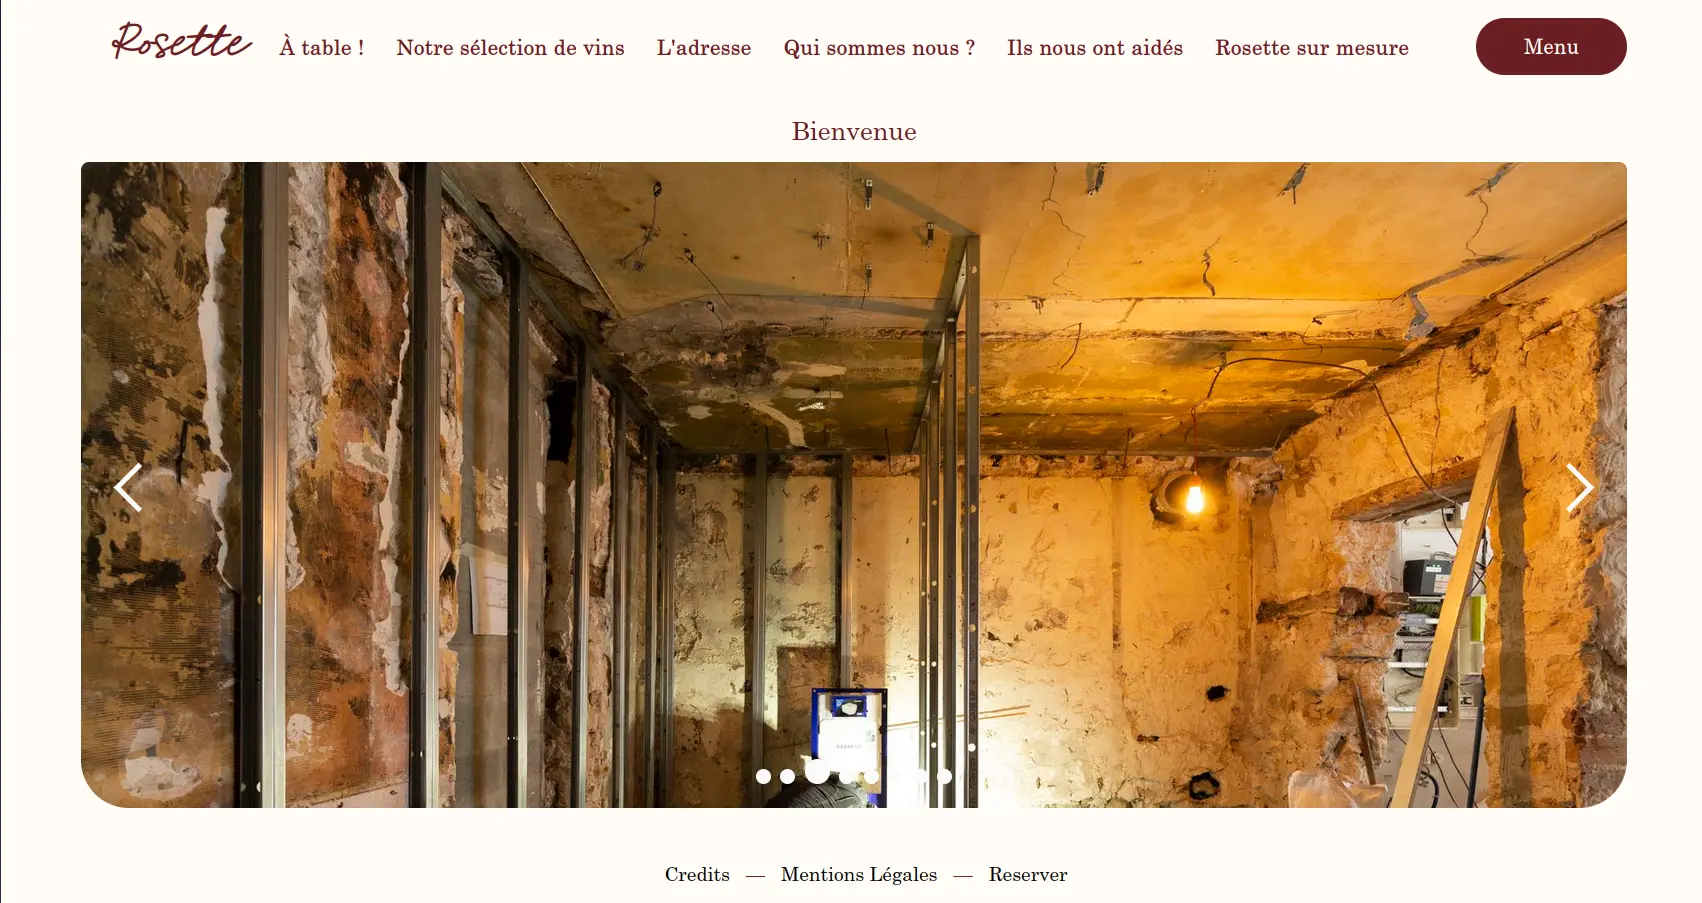 Rosette À table ! Notre sélection de vins L'adresse Qui sommes nous ? Ils nous ont aidés Rosette sur mesure Menu
Bienvenue
Credits — Mentions Légales — Reserver